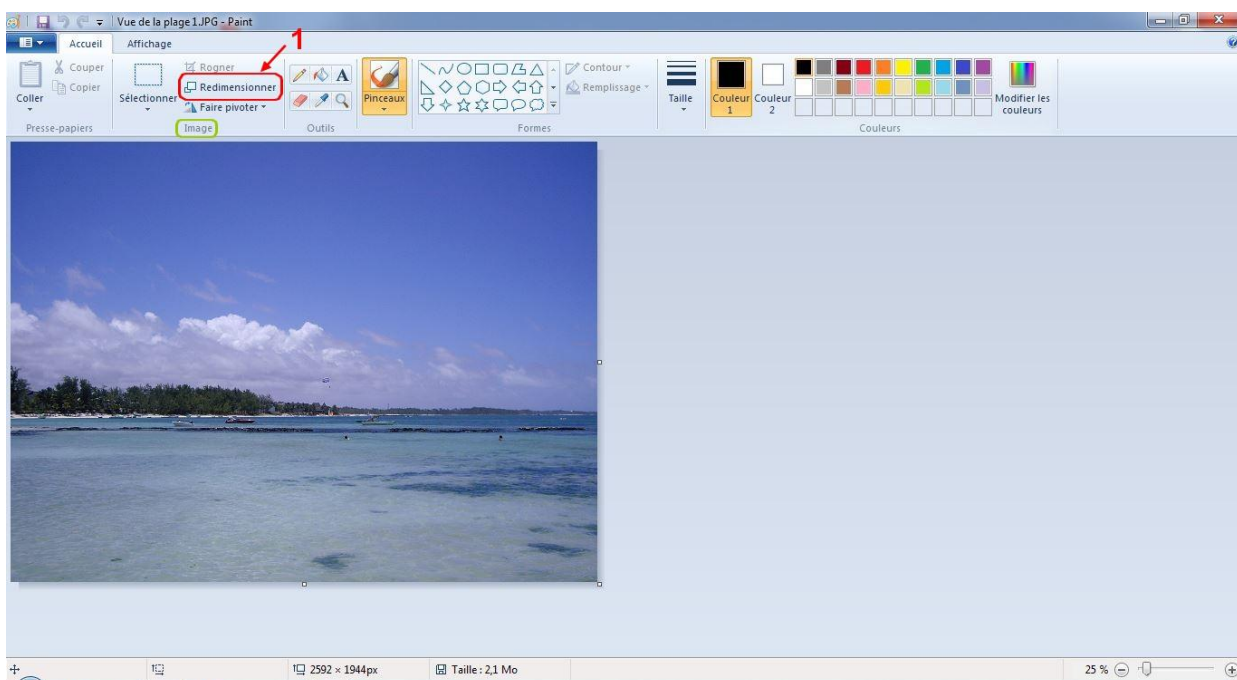 Vue de la plage 1.JPG - Paint
Accueil Affichage
1
Coller
Couper
Copier
Presse-papiers
Sélectionner
Rogner
Redimensionner
Faire pivoter
Image
A
Outils
Pinceaux
Contour
Remplissage
Formes
Taille
Couleur 1
Couleur 2
Modifier les couleurs
Couleurs
2592 × 1944px
Taille : 2,1 Mo
25 %